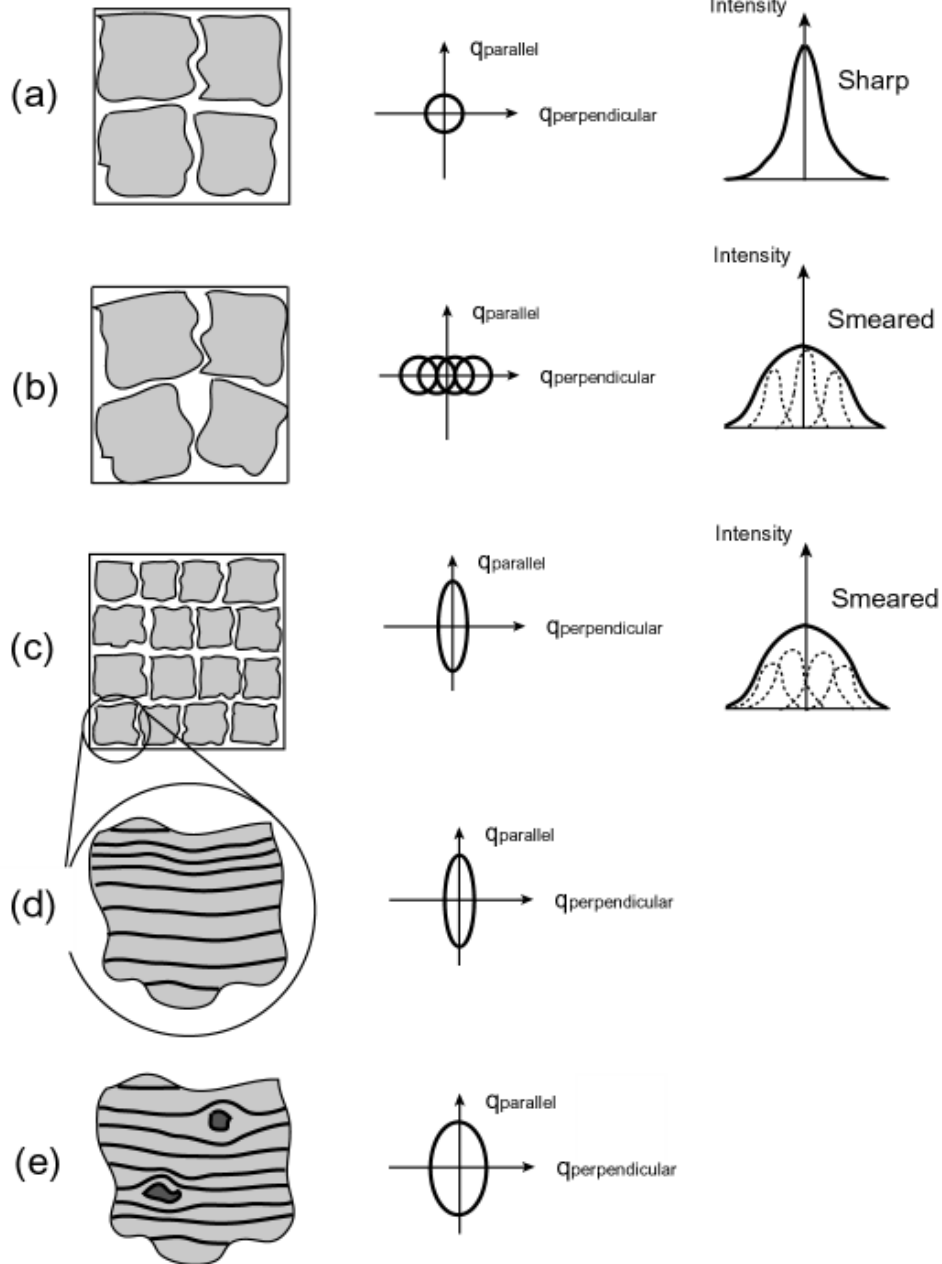 Intensity
(a)
qparallel
qperpendicular
Sharp
Intensity
(b)
qparallel
qperpendicular
Smeared
Intensity
(c)
qparallel
qperpendicular
Smeared
(d)
qparallel
qperpendicular
(e)
qparallel
qperpendicular